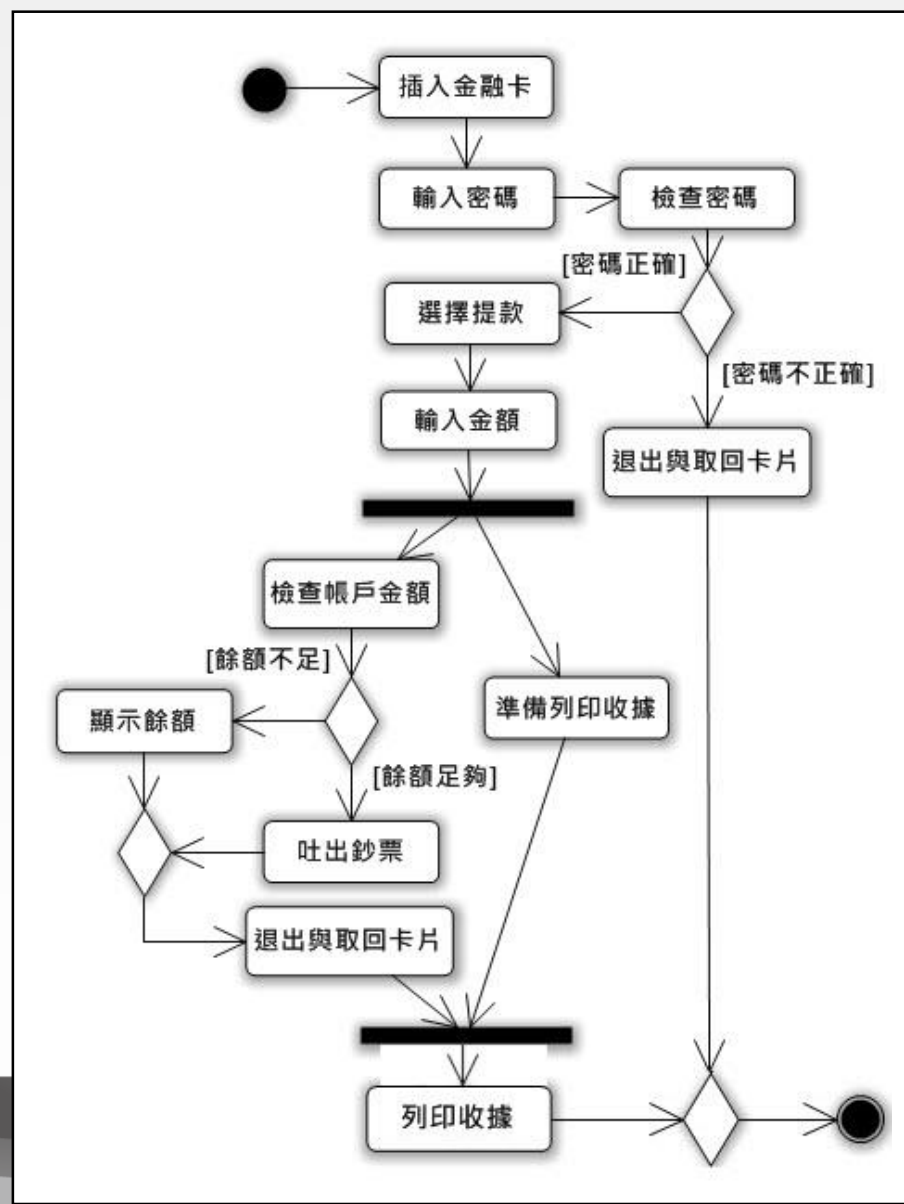 插入金融卡
輸入密碼
檢查密碼
[密碼正確]
選擇提款
[密碼不正確]
輸入金額
退出與取回卡片
檢查帳戶金額
[餘額不足]
顯示餘額
準備列印收據
[餘額足夠]
吐出鈔票
退出與取回卡片
列印收據